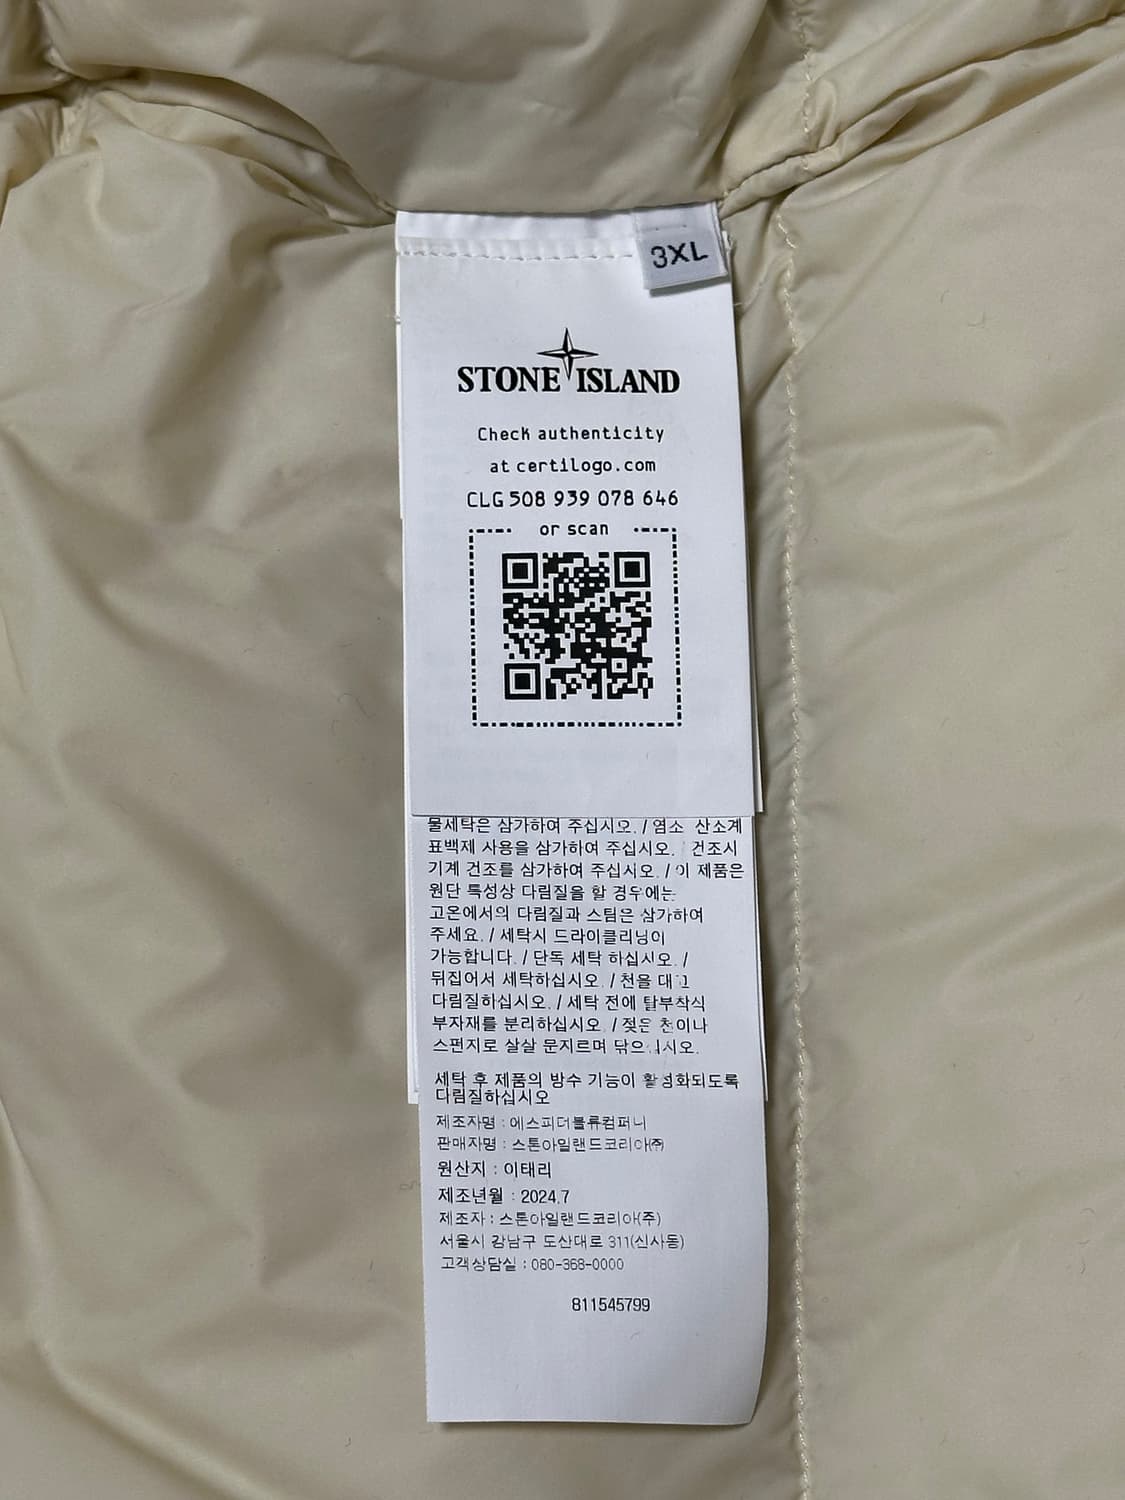 3XL
STONE ISLAND
Check authenticity
at certilogo.com
CLG 508 939 078 646
or scan
물세탁은 삼가하여 주십시오. / 염소 산소계
표백제 사용을 삼가하여 주십시오. / 건조시
기계 건조를 삼가하여 주십시오. / 이 제품은
원단 특성상 다림질을 할 경우에는
고온에서의 다림질과 스팀은 삼가하여
주세요. / 세탁시 드라이클리닝이
가능합니다. / 단독 세탁 하십시오. /
뒤집어서 세탁하십시오. / 천을 대고
다림질하십시오. / 세탁 전에 탈부착식
부자재를 분리하십시오. / 젖은 천이나
스펀지로 살살 문지르며 닦으십시오.
세탁 후 제품의 방수 기능이 활성화되도록
다림질하십시오
제조자명 : 에스피더블류컴퍼니
판매자명 : 스톤아일랜드코리아㈜
원산지 : 이태리
제조년월 : 2024.7
제조자 : 스톤아일랜드코리아(주)
서울시 강남구 도산대로 311(신사동)
고객상담실 : 080-368-0000
811545799